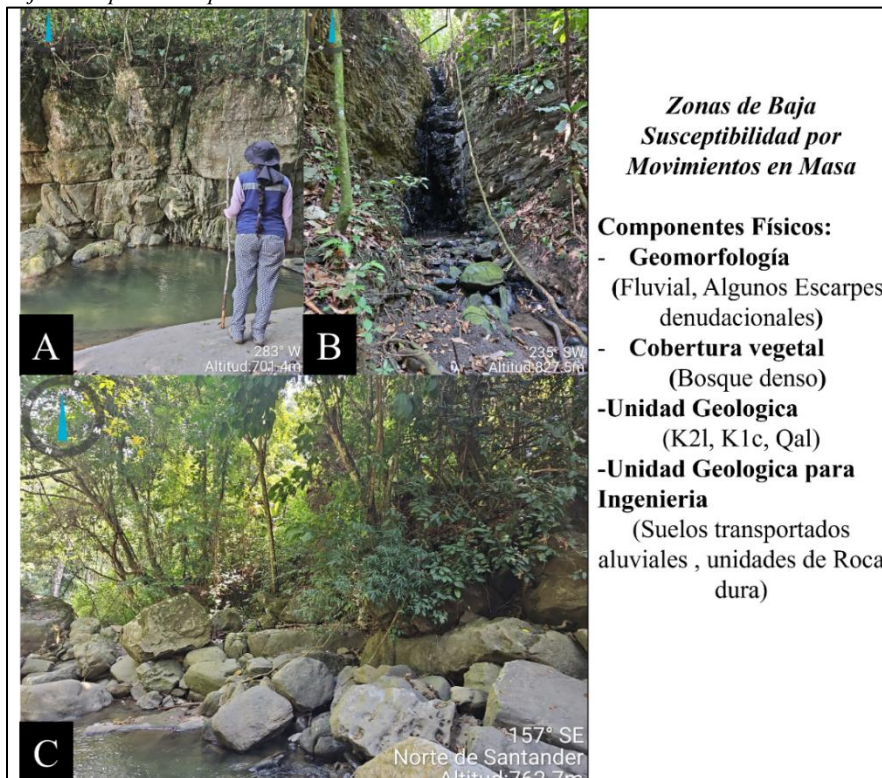 A
283° W
Altitud:701.4m
B
235° SW
Altitud:827.5m
C
157° SE
Norte de Santander
Altitud:762.7m
Zonas de Baja
Susceptibilidad por
Movimientos en Masa
Componentes Físicos:
- Geomorfología
(Fluvial, Algunos Escarpes
denudacionales)
- Cobertura vegetal
(Bosque denso)
-Unidad Geologica
(K2l, K1c, Qal)
-Unidad Geologica para
Ingenieria
(Suelos transportados
aluviales , unidades de Roca
dura)